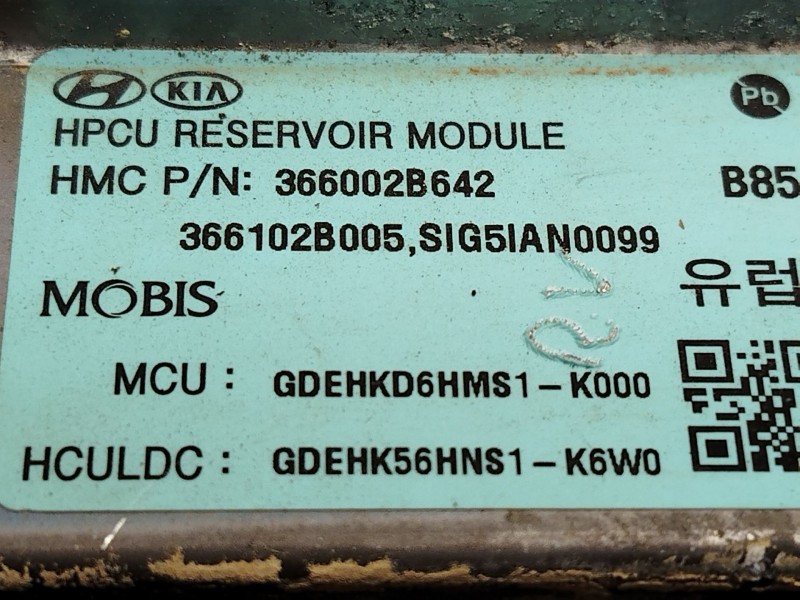 KIA
Pb
HPCU RESERVOIR MODULE
HMC P/N: 366002B642 B85
366102B005,SIG5IAN0099
유럽
MOBIS
MCU : GDEHKD6HMS1-K000
HCULDC : GDEHK56HNS1-K6W0